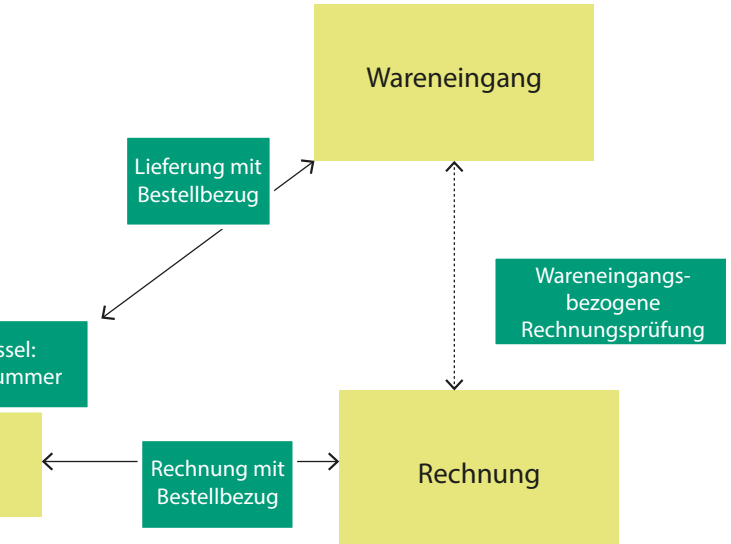 Wareneingang
Lieferung mit
Bestellbezug
Wareneingangs-
bezogene
Rechnungsprüfung
Rechnung mit
Bestellbezug
Rechnung